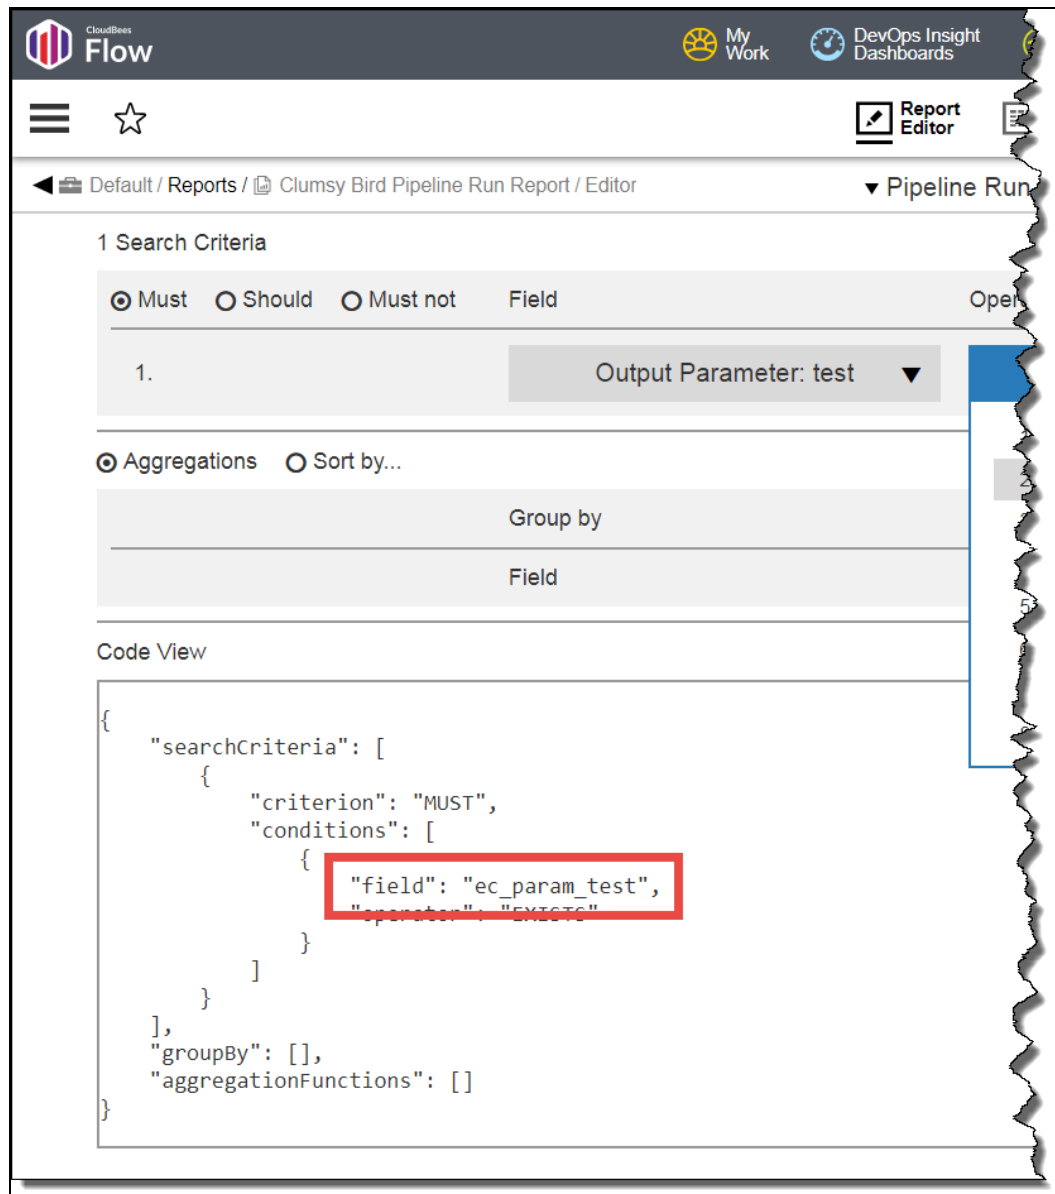 CloudBees
Flow
My
Work
DevOps Insight
Dashboards
Report
Editor
Default / Reports / Clumsy Bird Pipeline Run Report / Editor
Pipeline Run
1 Search Criteria
Must Should Must not Field
1. Output Parameter: test
Aggregations Sort by...
Group by
Field
Code View
{
"searchCriteria": [
{
"criterion": "MUST",
"conditions": [
{
"field": "ec_param_test",
"operator": "EXISTS"
}
]
}
],
"groupBy": [],
"aggregationFunctions": []
}